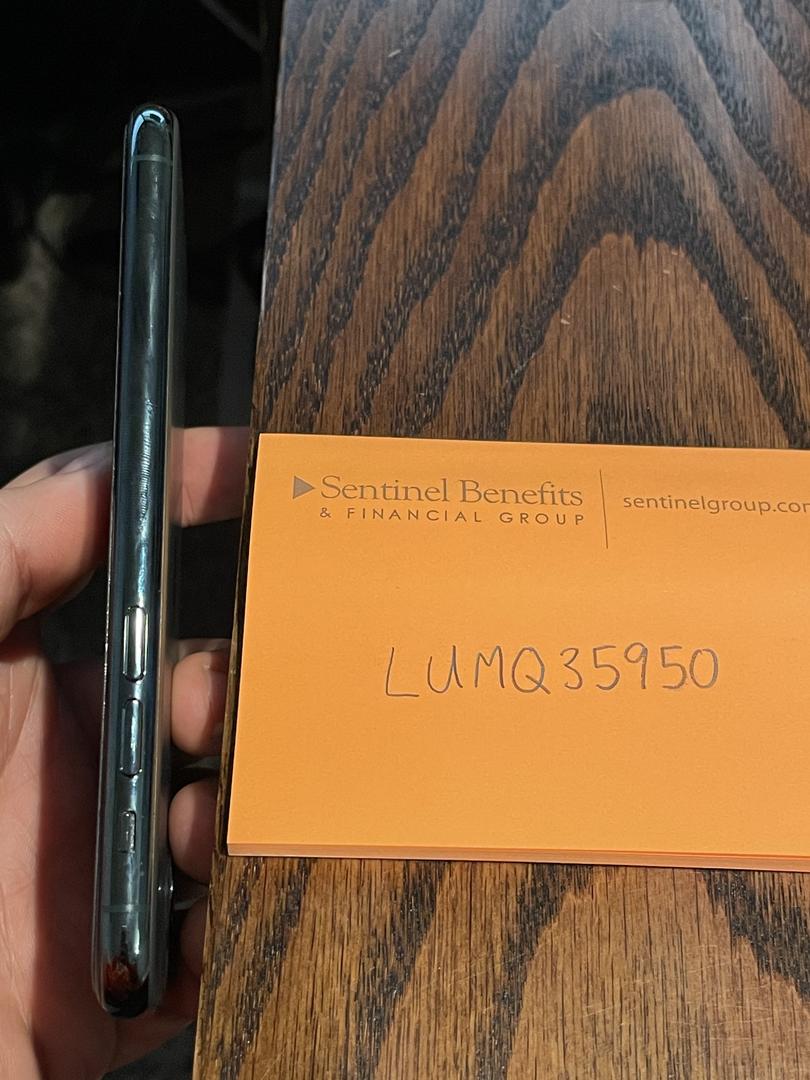 Sentinel Benefits
& FINANCIAL GROUP
sentinelgroup.com
LUMQ35950